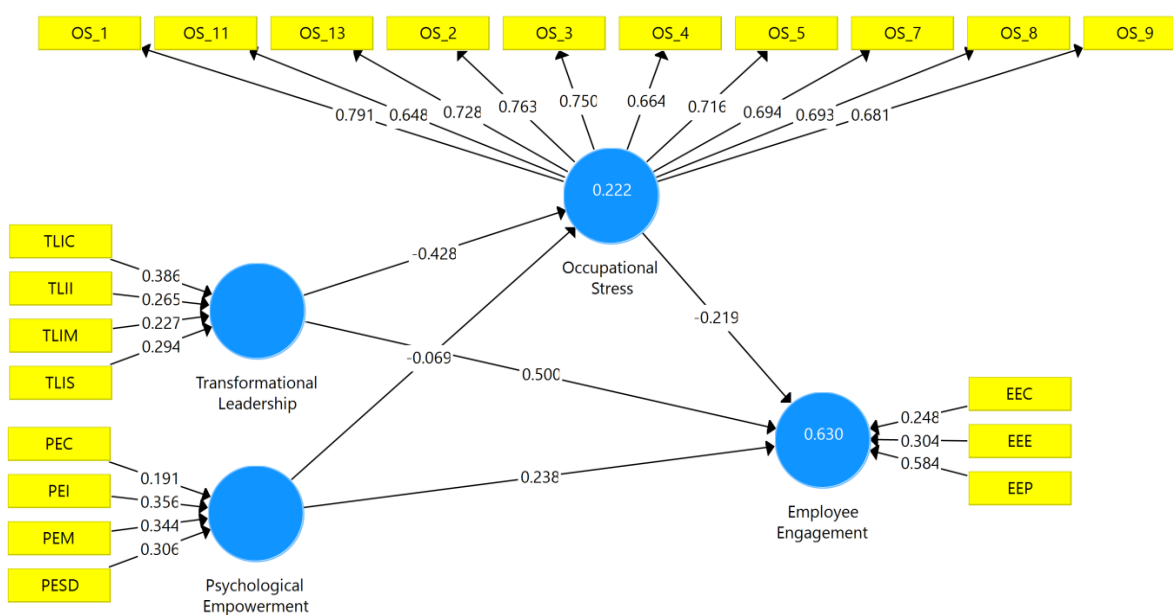 OS_1 OS_11 OS_13 OS_2 OS_3 OS_4 OS_5 OS_7 OS_8 OS_9
0.791 0.648 0.728 0.763 0.750 0.664 0.716 0.694 0.693 0.681
0.222
Occupational
Stress
TLIC
TLII
TLIM
TLIS
0.386
0.265
0.227
0.294
Transformational
Leadership
-0.428
-0.219
-0.069
0.500
0.238
PEC
PEI
PEM
PESD
0.191
0.356
0.344
0.306
Psychological
Empowerment
0.630
Employee
Engagement
0.248
0.304
0.584
EEC
EEE
EEP